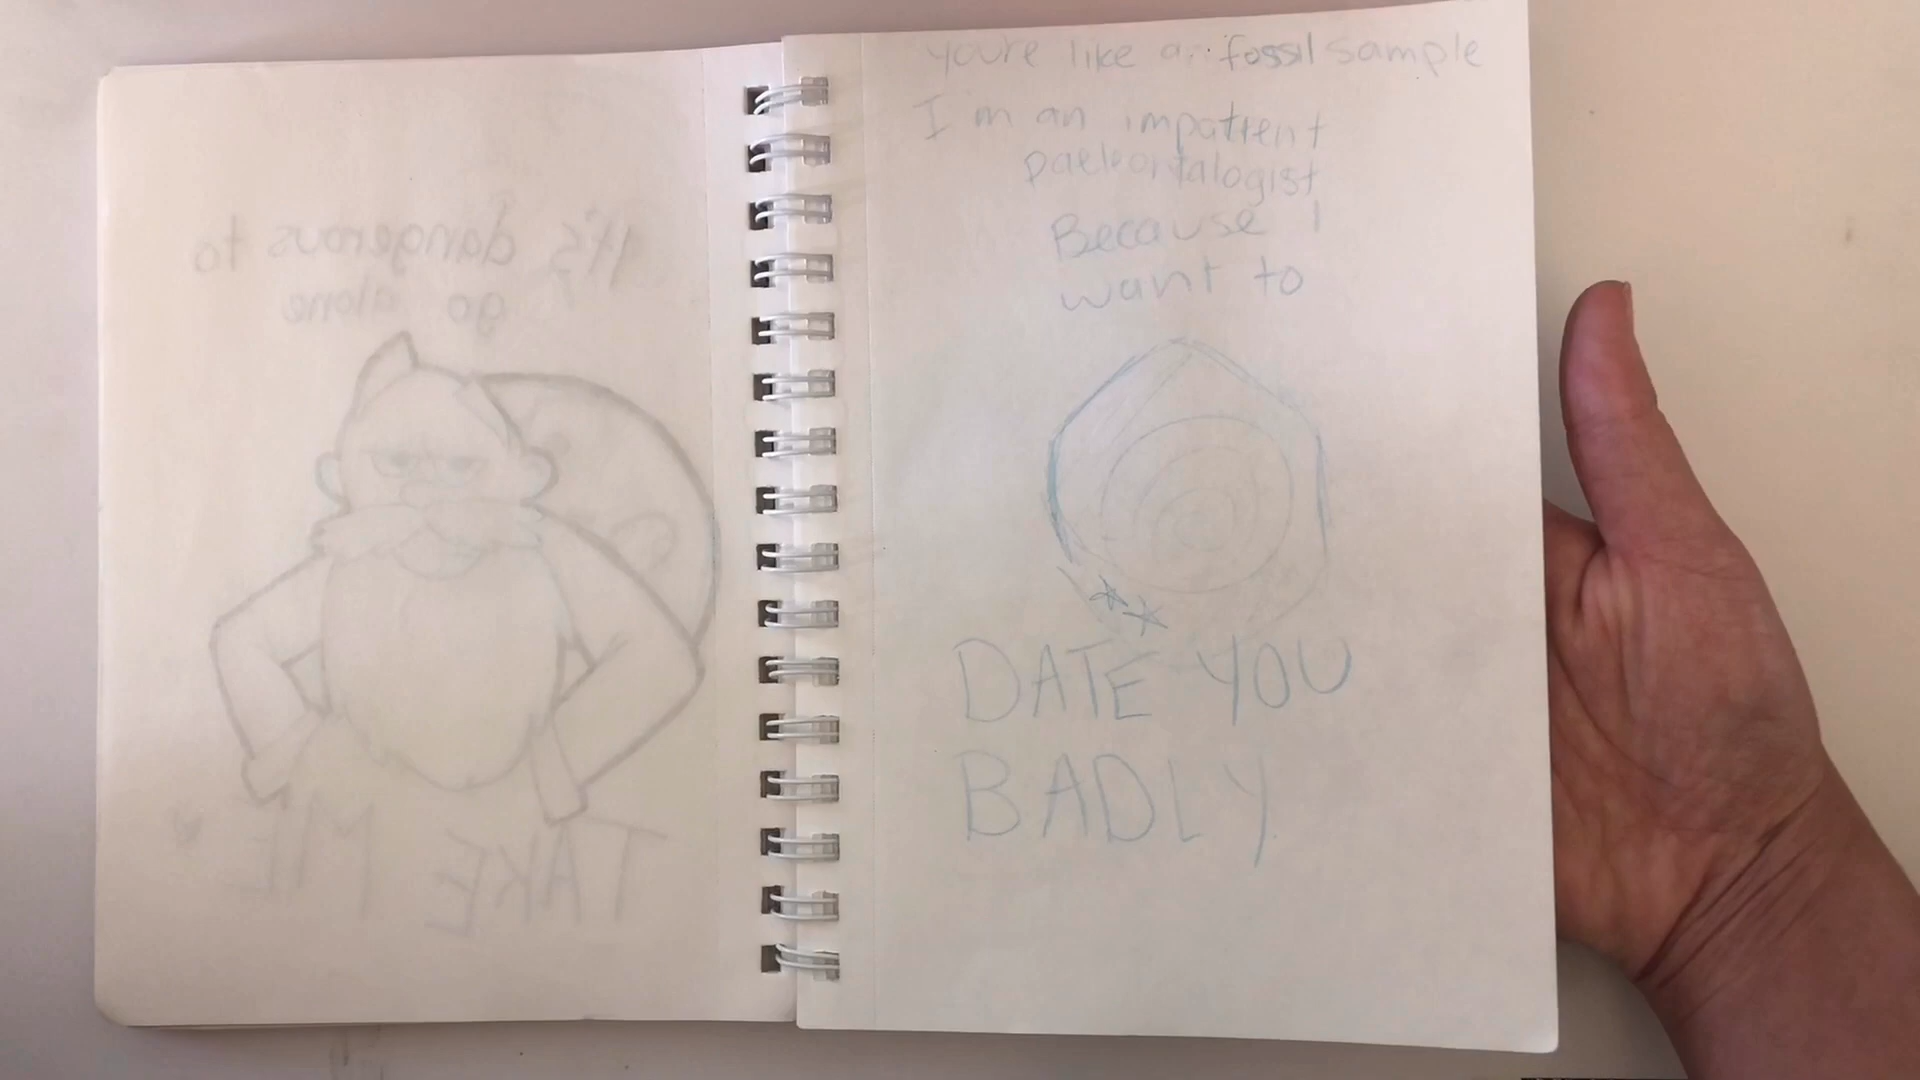 It's dangerous to
go alone
TAKE ME
you're like a fossil sample
I'm an impatient
paeleontalogist
Because I
want to
DATE YOU
BADLY